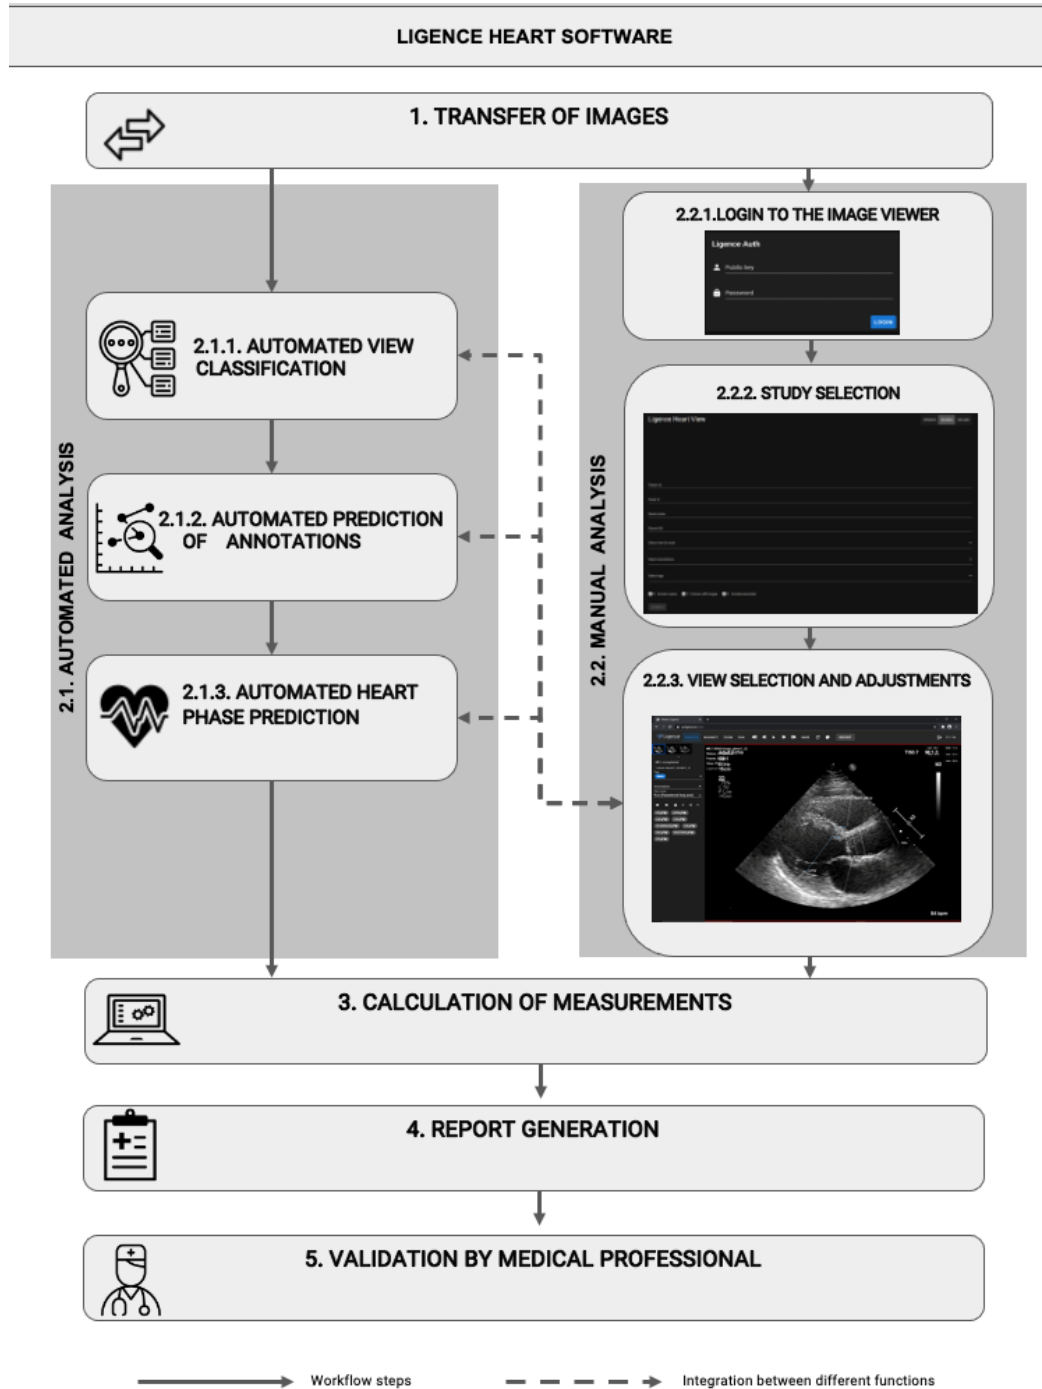 LIGENCE HEART SOFTWARE
1. TRANSFER OF IMAGES
2.1. AUTOMATED ANALYSIS
2.1.1. AUTOMATED VIEW
CLASSIFICATION
2.1.2. AUTOMATED PREDICTION
OF ANNOTATIONS
2.1.3. AUTOMATED HEART
PHASE PREDICTION
2.2. MANUAL ANALYSIS
2.2.1.LOGIN TO THE IMAGE VIEWER
Ligence Auth
Public key
Password
LOGIN
2.2.2. STUDY SELECTION
Ligence Heart View
2.2.3. VIEW SELECTION AND ADJUSTMENTS
3. CALCULATION OF MEASUREMENTS
4. REPORT GENERATION
5. VALIDATION BY MEDICAL PROFESSIONAL
Workflow steps
Integration between different functions